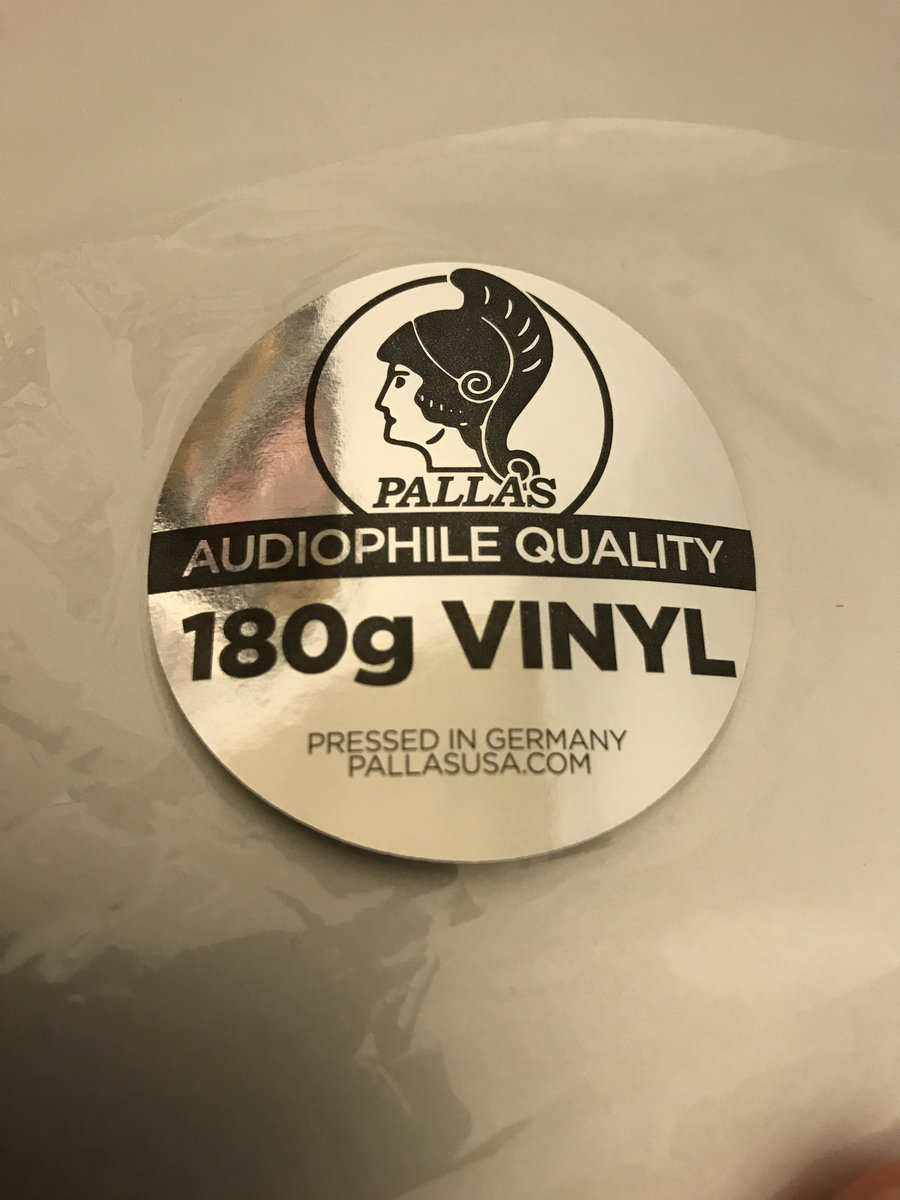 PALLAS
AUDIOPHILE QUALITY
180g VINYL
PRESSED IN GERMANY
PALLASUSA.COM